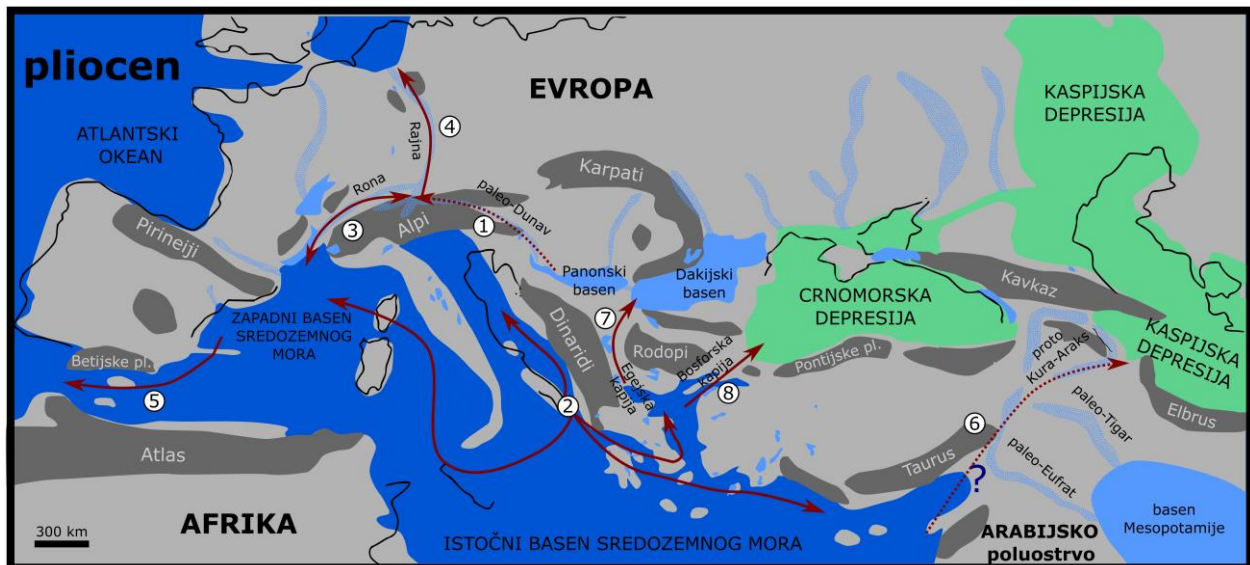 pliocen
EVROPA
KASPIJSKA
DEPRESIJA
ATLANTSKI
OKEAN
4
Rajna
Rona
Karpati
paleo-Dunav
Pirineiji
3
Alpi
1
Panonski
basen
Dakijski
basen
CRNOMORSKA
DEPRESIJA
Kavkaz
ZAPADNI BASEN
SREDOZEMNOG
MORA
7
Dinaridi
Rodopi
Bosforska
kapija
Pontijske pl.
proto
Kura-Araks
KASPIJSKA
DEPRESIJA
Betijske pl.
5
2
Egejska
kapija
8
6
paleo-Tigar
Elbrus
Atlas
Taurus
?
paleo-Eufrat
AFRIKA
300 km
ISTOČNI BASEN SREDOZEMNOG MORA
ARABIJSKO
poluostrvo
basen
Mesopotamije